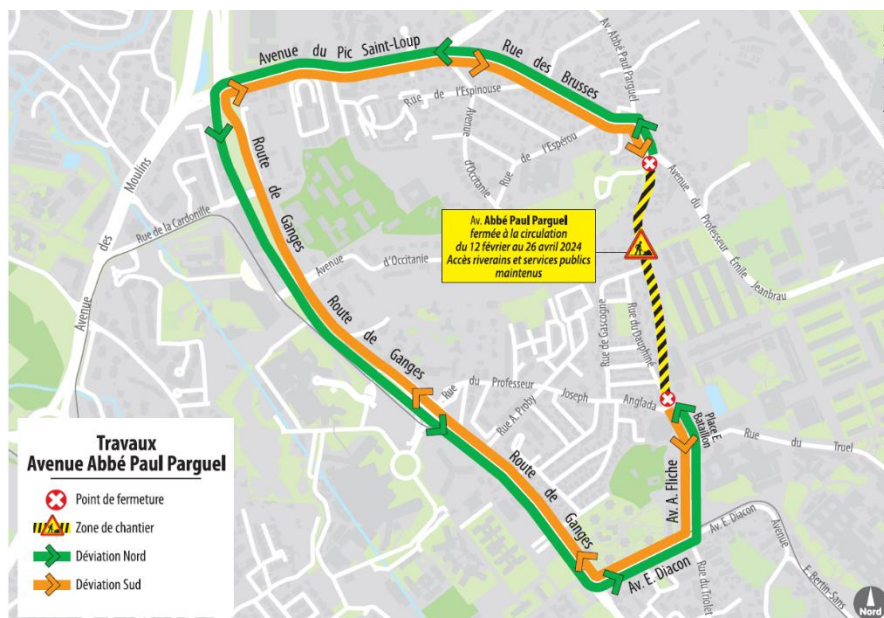 Avenue du Pic Saint-Loup
Rue des Brusses
Av. Abbé Paul Parguel
Rue de l'Espinouse
Avenue d'Occitanie
Rue de l'Espérou
Avenue des Moulins
Rue de la Cardonille
Route de Ganges
Avenue d'Occitanie
Av. Abbé Paul Parguel
fermée à la circulation
du 12 février au 26 avril 2024
Accès riverains et services publics
maintenus
Avenue du Professeur Émile Jeanbrau
Route de Ganges
Rue de Gascogne
Rue du Dauphiné
Rue du Professeur Joseph Anglada
Rue A. Proby
Place E.
Bataillon
Rue du Truel
Route de Ganges
Av. A. Fliche
Av. E. Diacon
Av. E. Diacon
Rue du Triolet
Avenue E. Bertin-Sans
Travaux
Avenue Abbé Paul Parguel
Point de fermeture
Zone de chantier
Déviation Nord
Déviation Sud
Nord